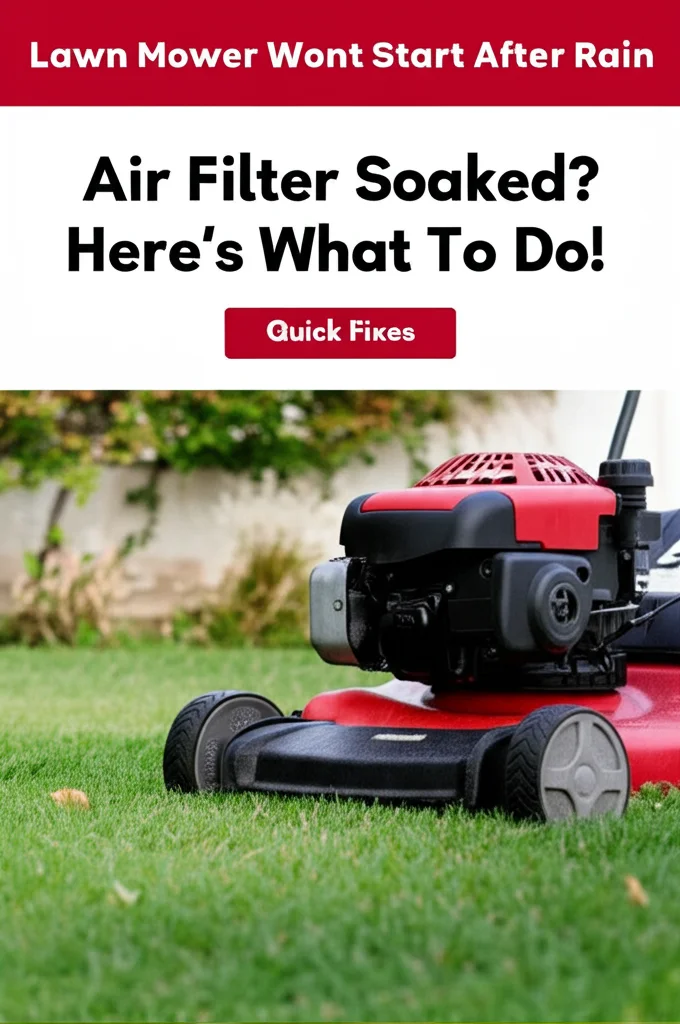 Lawn Mower Wont Start After Rain
Air Filter Soaked?
Here's What To Do!
Quick Fixes